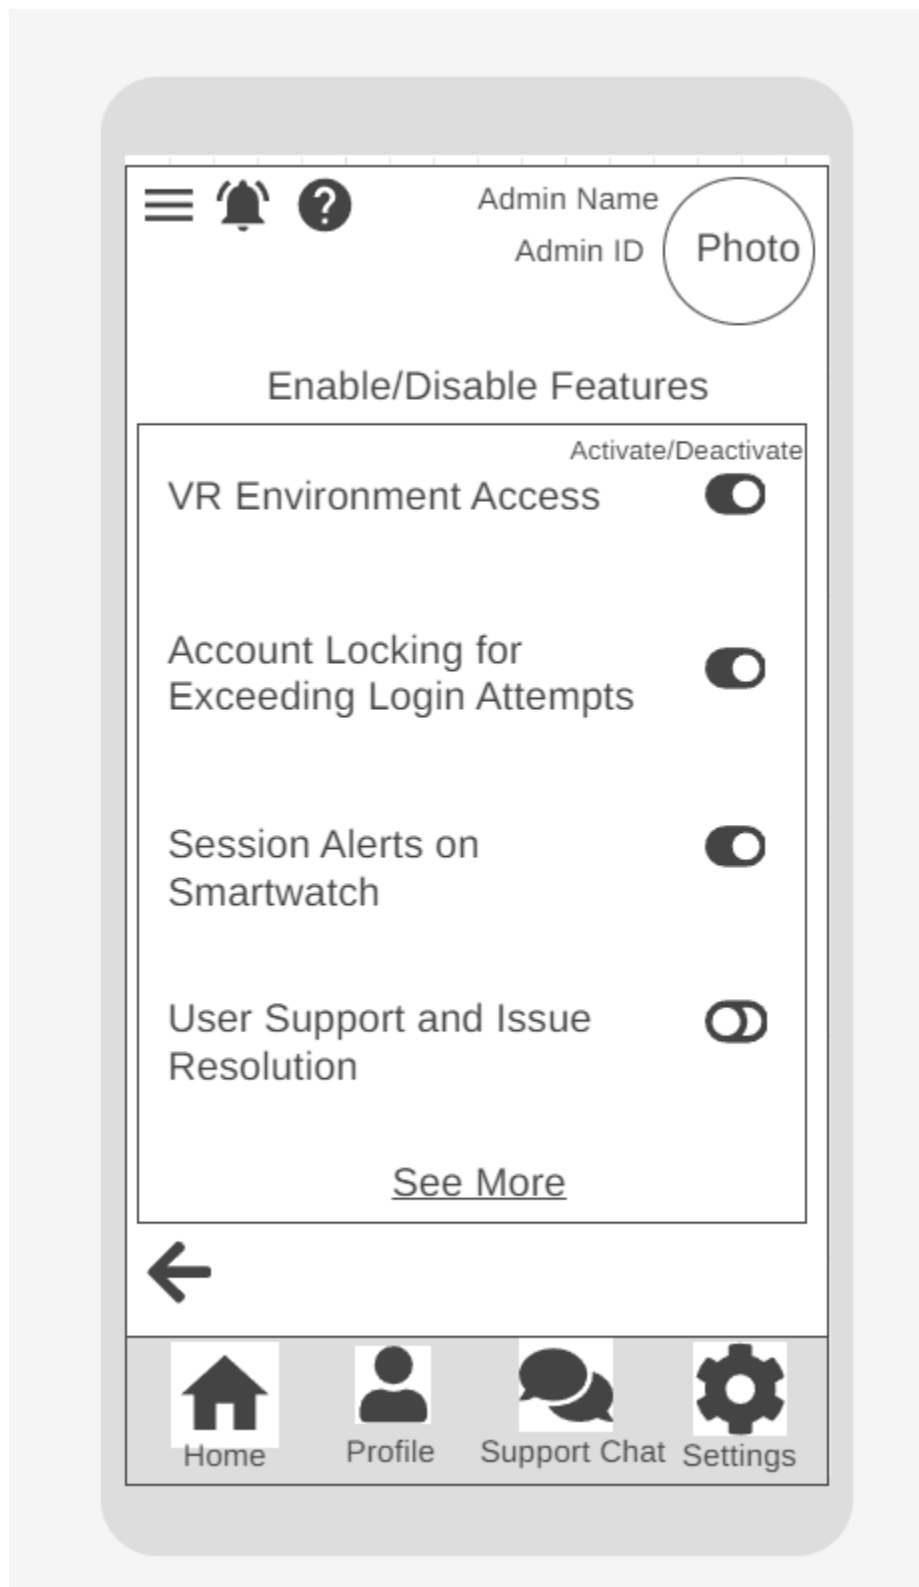 Admin Name
Admin ID
Photo
Enable/Disable Features
Activate/Deactivate
VR Environment Access
Account Locking for
Exceeding Login Attempts
Session Alerts on
Smartwatch
User Support and Issue
Resolution
See More
Home
Profile
Support Chat
Settings